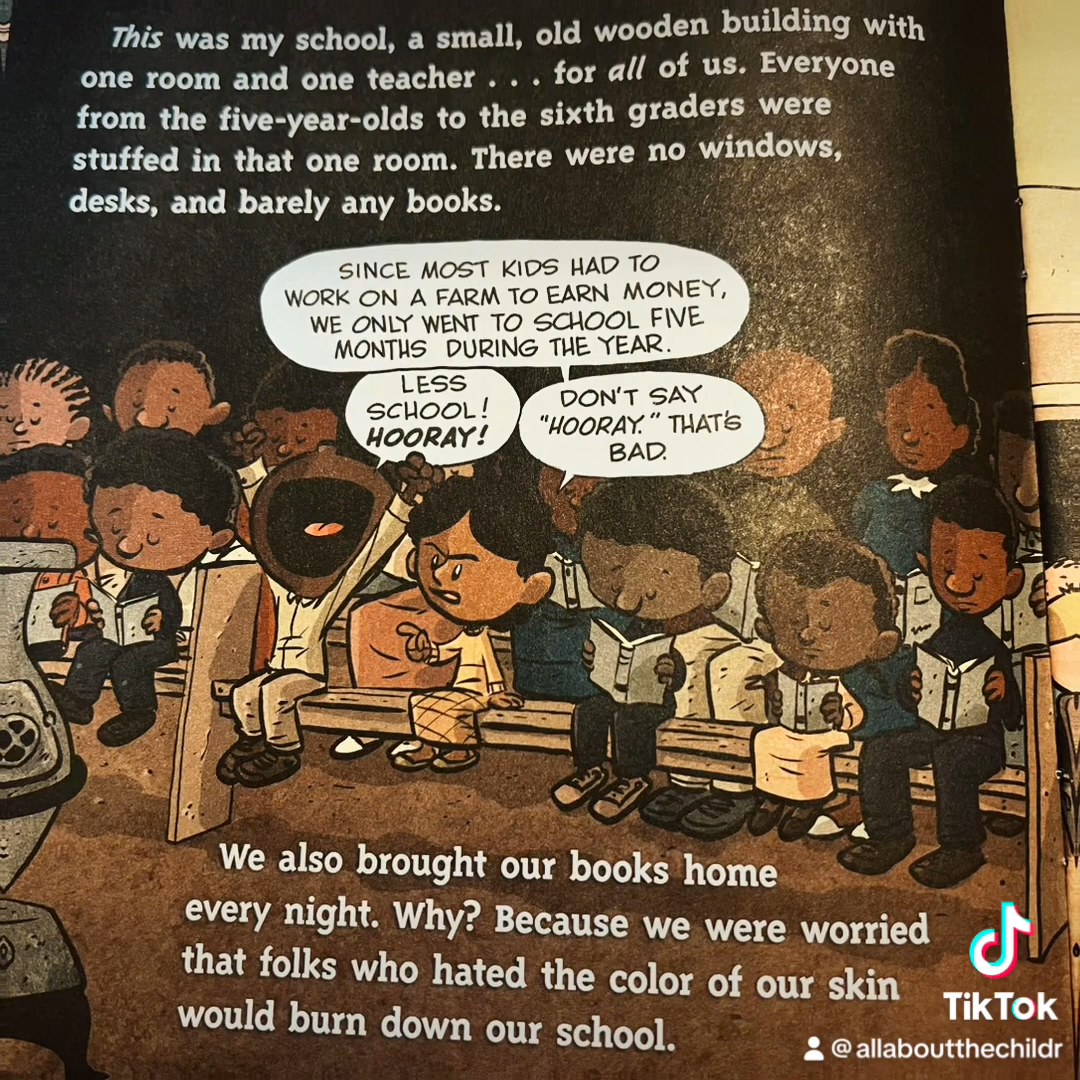 This was my school, a small, old wooden building with
one room and one teacher . . . for all of us. Everyone
from the five-year-olds to the sixth graders were
stuffed in that one room. There were no windows,
desks, and barely any books.
SINCE MOST KIDS HAD TO
WORK ON A FARM TO EARN MONEY,
WE ONLY WENT TO SCHOOL FIVE
MONTHS DURING THE YEAR.
LESS
SCHOOL!
HOORAY!
DON'T SAY
"HOORAY." THAT'S
BAD.
We also brought our books home
every night. Why? Because we were worried
that folks who hated the color of our skin
would burn down our school.
TikTok
@allaboutthechildr